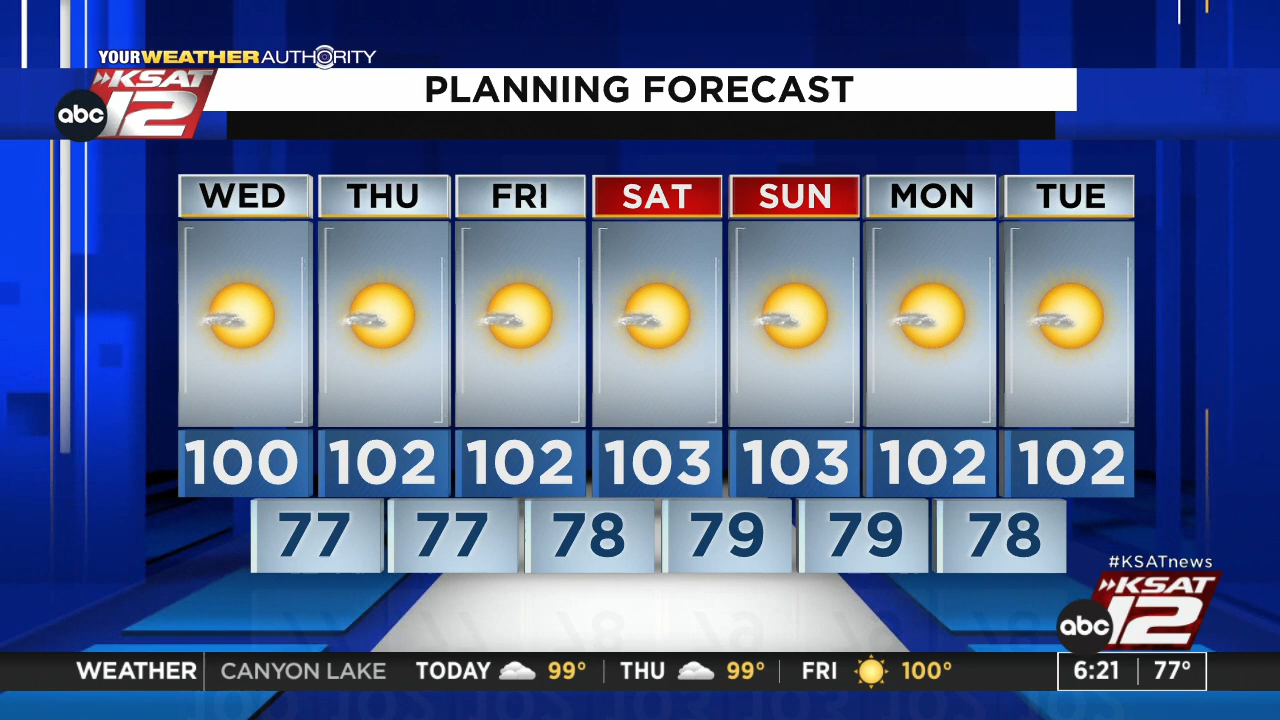 YOURWEATHERAUTHORITY
KSAT
abc 12
PLANNING FORECAST
WED THU FRI SAT SUN MON TUE
100 102 102 103 103 102 102
77 77 78 79 79 78
#KSATnews
KSAT
abc 12
WEATHER CANYON LAKE TODAY 99° THU 99° FRI 100° 6:21 77°